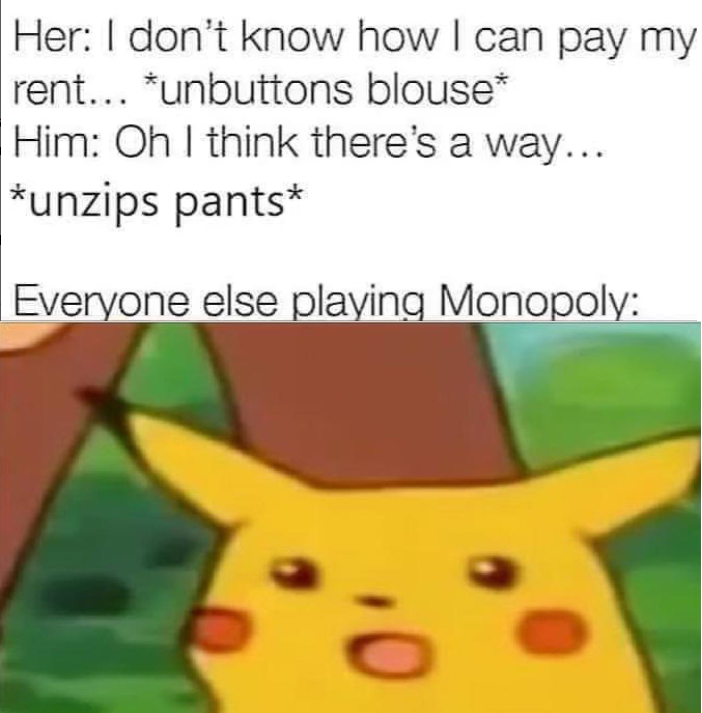 Her: I don't know how I can pay my
rent... *unbuttons blouse*
Him: Oh I think there's a way...
*unzips pants*
Everyone else playing Monopoly: